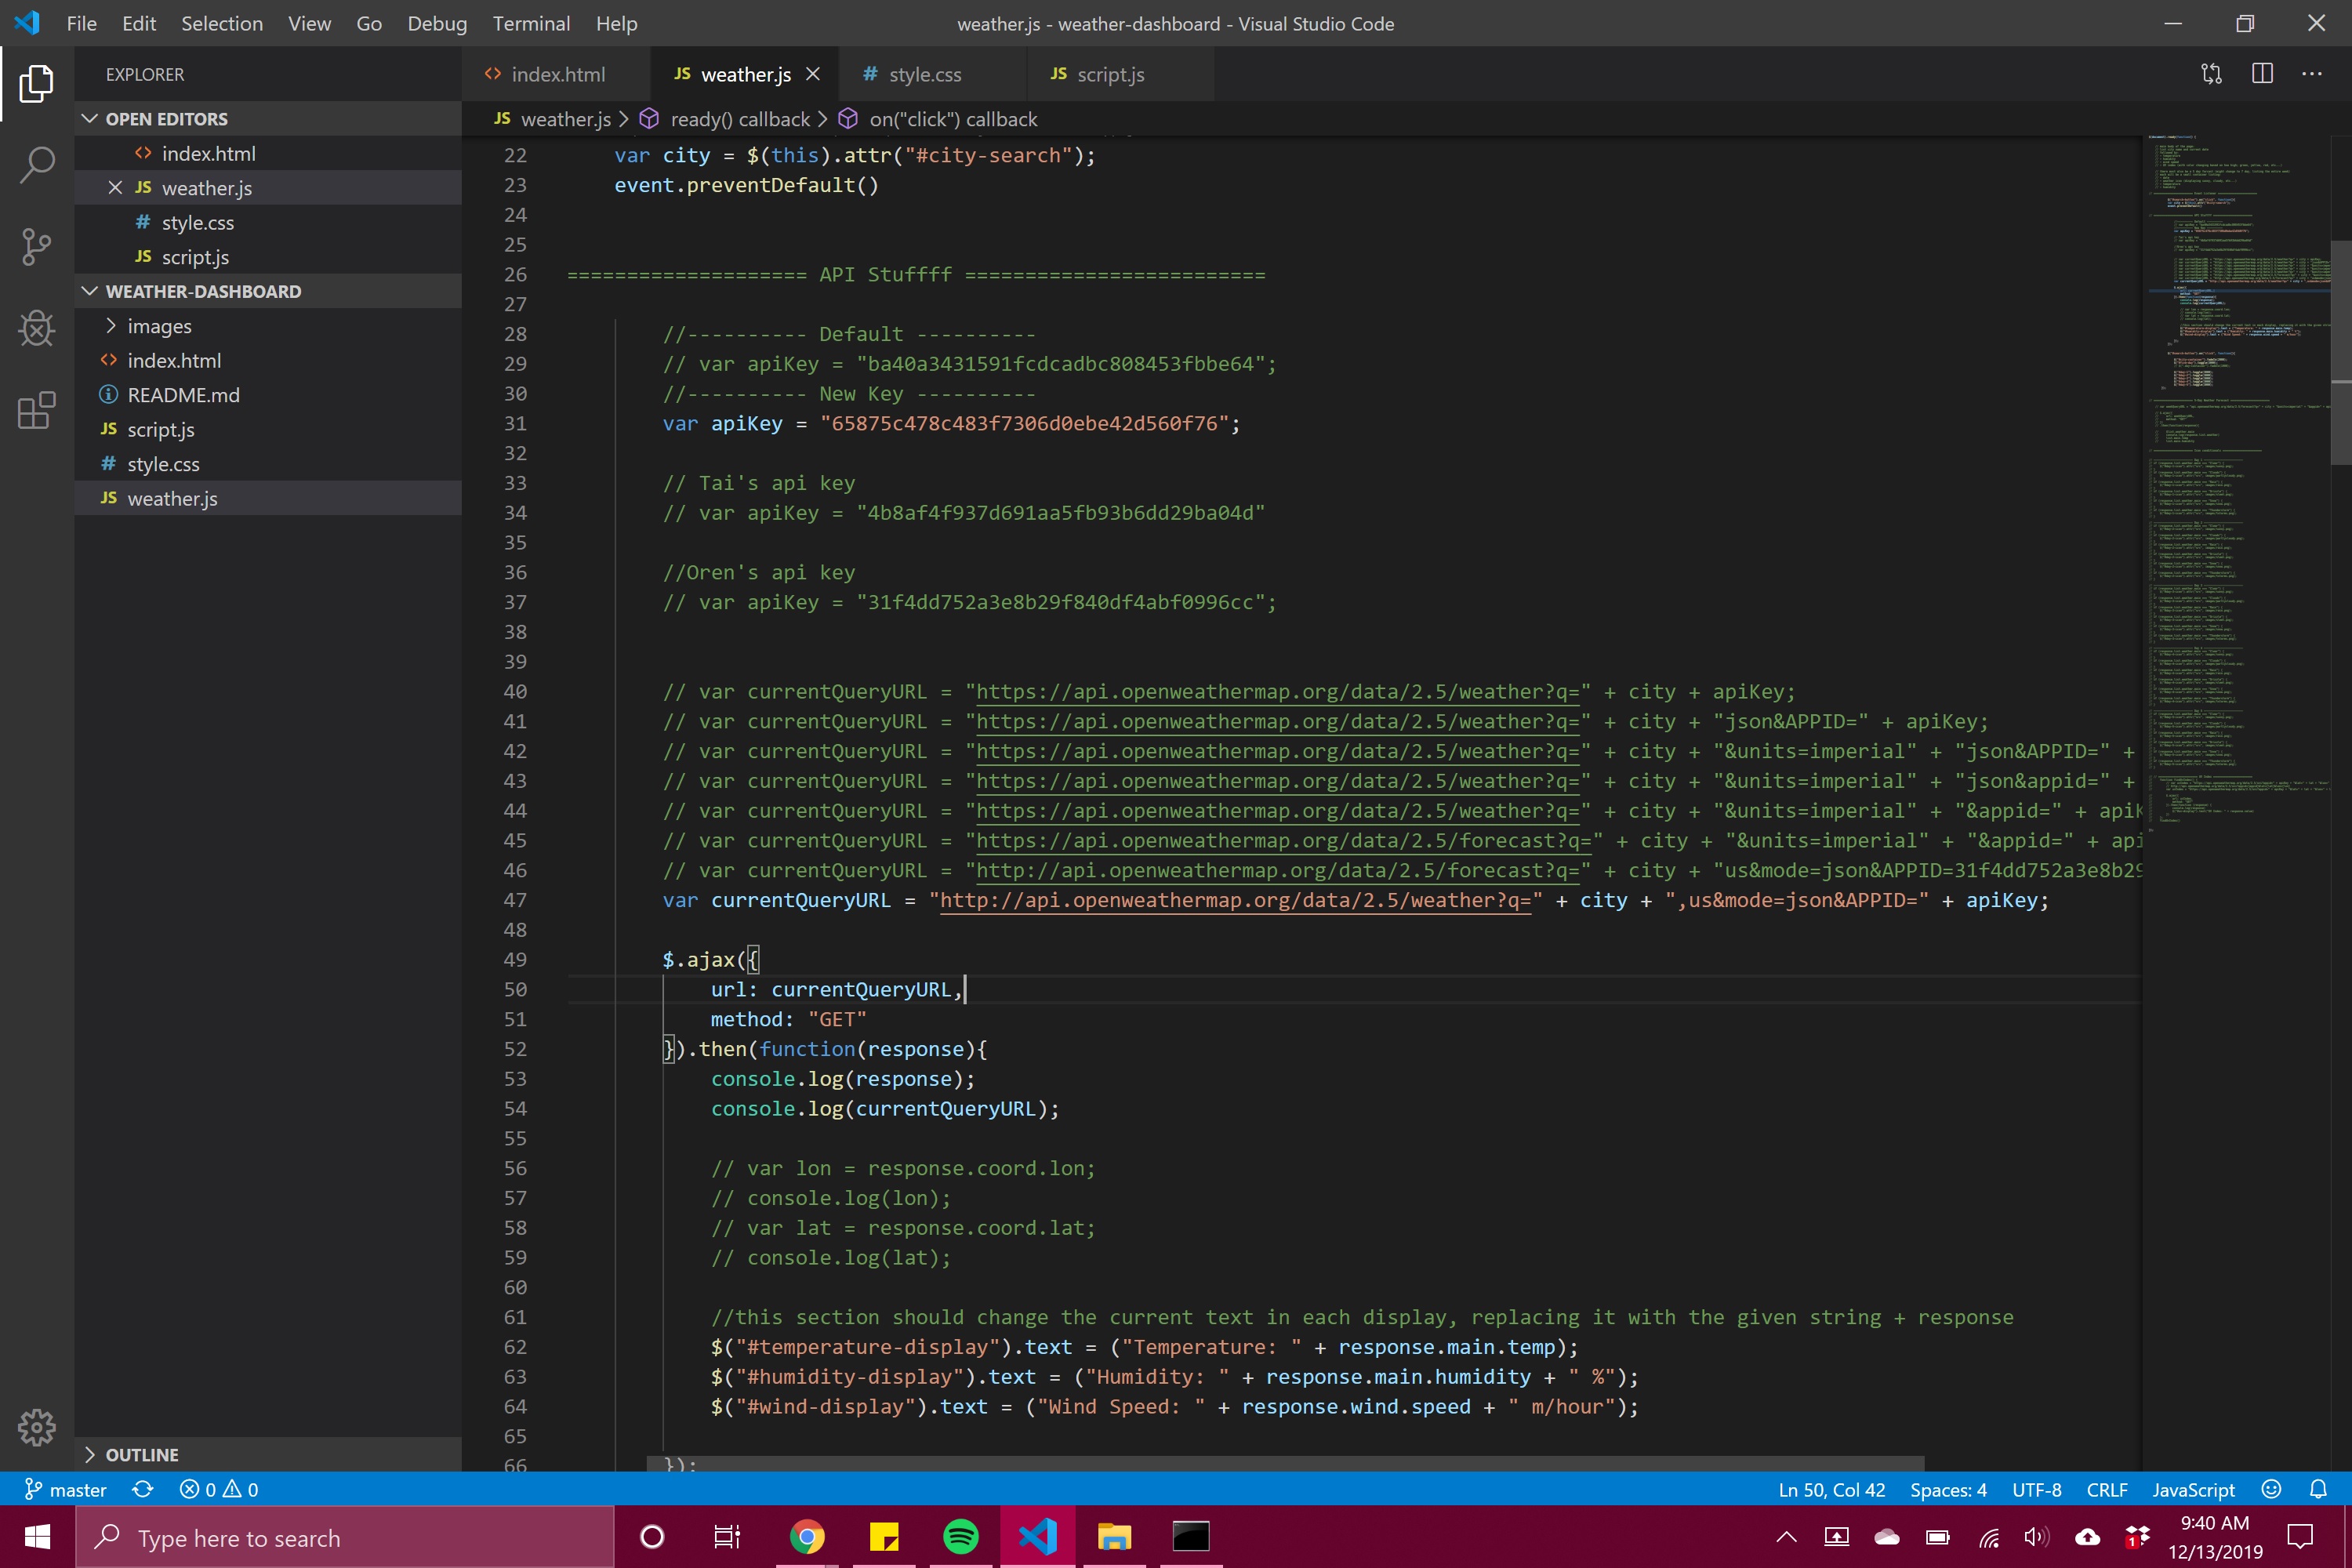 File Edit Selection View Go Debug Terminal Help
weather.js - weather-dashboard - Visual Studio Code
EXPLORER
OPEN EDITORS
index.html
weather.js
style.css
script.js
WEATHER-DASHBOARD
images
index.html
README.md
script.js
style.css
weather.js
OUTLINE
index.html JS weather.js # style.css JS script.js
JS weather.js > ready() callback > on("click") callback
22 var city = $(this).attr("#city-search");
23 event.preventDefault()
24
25
26 ==================== API Stuffff =========================
27
28 //---------- Default ----------
29 // var apiKey = "ba40a3431591fcdcadbc808453fbbe64";
30 //---------- New Key ----------
31 var apiKey = "65875c478c483f7306d0ebe42d560f76";
32
33 // Tai's api key
34 // var apiKey = "4b8af4f937d691aa5fb93b6dd29ba04d"
35
36 //Oren's api key
37 // var apiKey = "31f4dd752a3e8b29f840df4abf0996cc";
38
39
40 // var currentQueryURL = "https://api.openweathermap.org/data/2.5/weather?q=" + city + apiKey;
41 // var currentQueryURL = "https://api.openweathermap.org/data/2.5/weather?q=" + city + "json&APPID=" + apiKey;
42 // var currentQueryURL = "https://api.openweathermap.org/data/2.5/weather?q=" + city + "&units=imperial" + "json&APPID=" +
43 // var currentQueryURL = "https://api.openweathermap.org/data/2.5/weather?q=" + city + "&units=imperial" + "json&appid=" +
44 // var currentQueryURL = "https://api.openweathermap.org/data/2.5/weather?q=" + city + "&units=imperial" + "&appid=" + apiK
45 // var currentQueryURL = "https://api.openweathermap.org/data/2.5/forecast?q=" + city + "&units=imperial" + "&appid=" + api
46 // var currentQueryURL = "http://api.openweathermap.org/data/2.5/forecast?q=" + city + "us&mode=json&APPID=31f4dd752a3e8b29
47 var currentQueryURL = "http://api.openweathermap.org/data/2.5/weather?q=" + city + ",us&mode=json&APPID=" + apiKey;
48
49 $.ajax({
50 url: currentQueryURL,
51 method: "GET"
52 }).then(function(response){
53 console.log(response);
54 console.log(currentQueryURL);
55
56 // var lon = response.coord.lon;
57 // console.log(lon);
58 // var lat = response.coord.lat;
59 // console.log(lat);
60
61 //this section should change the current text in each display, replacing it with the given string + response
62 $("#temperature-display").text = ("Temperature: " + response.main.temp);
63 $("#humidity-display").text = ("Humidity: " + response.main.humidity + " %");
64 $("#wind-display").text = ("Wind Speed: " + response.wind.speed + " m/hour");
65
66 });
master 0 0 Ln 50, Col 42 Spaces: 4 UTF-8 CRLF JavaScript
Type here to search
1
9:40 AM
12/13/2019